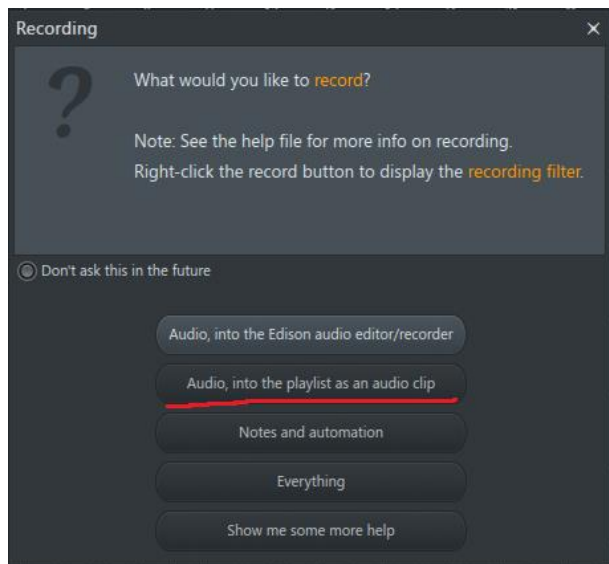 Recording
What would you like to record?
Note: See the help file for more info on recording.
Right-click the record button to display the recording filter.
Don't ask this in the future
Audio, into the Edison audio editor/recorder
Audio, into the playlist as an audio clip
Notes and automation
Everything
Show me some more help